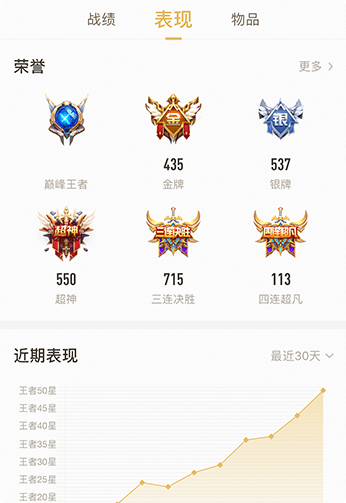 战绩 表现 物品
荣誉 更多
金 银
435 537
巅峰王者 金牌 银牌
超神 三连决胜 四连超凡
550 715 113
超神 三连决胜 四连超凡
近期表现 最近30天
王者50星
王者45星
王者40星
王者35星
王者30星
王者25星
王者20星